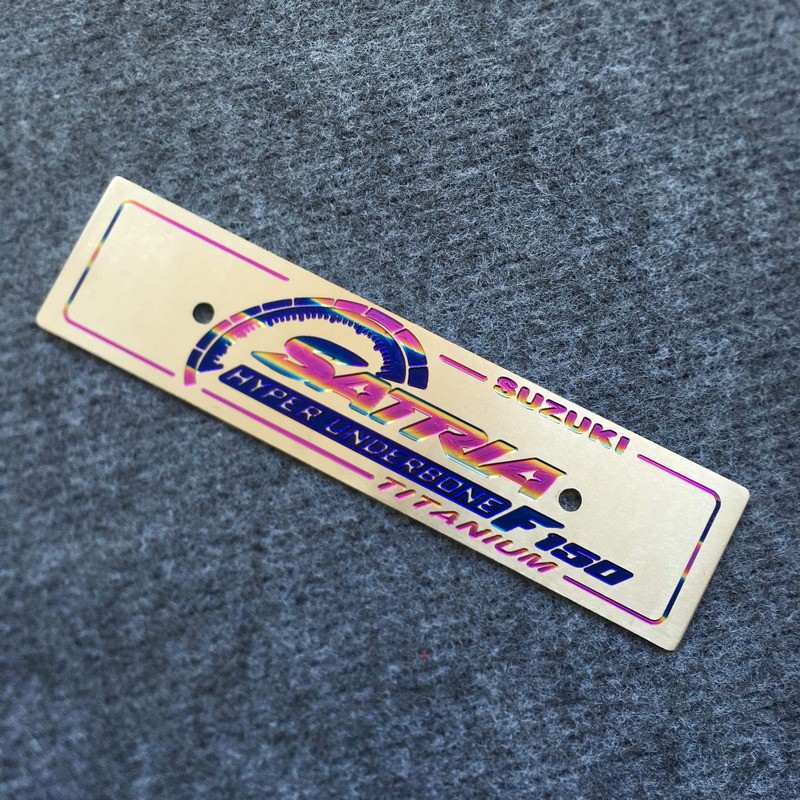 SUZUKI
SATRIA
HYPER UNDERBONE F150
TITANIUM